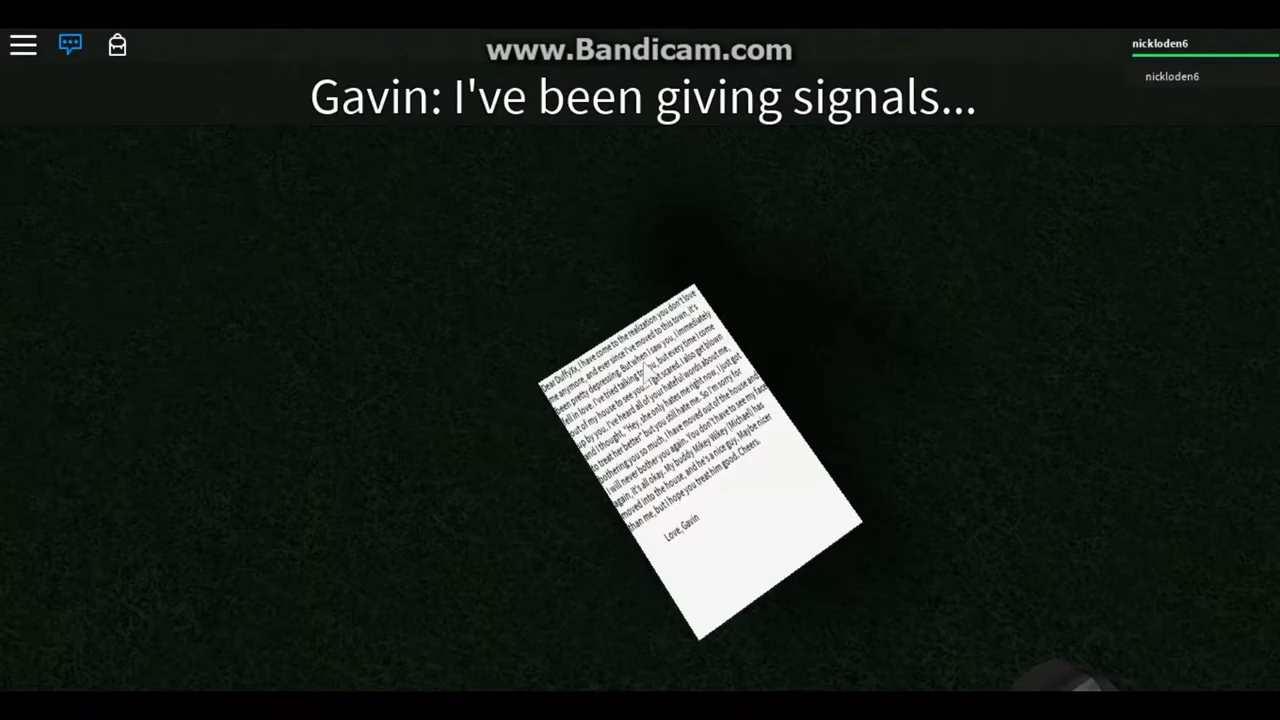 www.Bandicam.com
nickloden6
nickloden6
Gavin: I've been giving signals...
Dear Duffyxx, I have come to the realization you don't love
me anymore, and ever since I've moved to this town, it's
been pretty depressing. But when I saw you, I immediately
fell in love. I've tried talking to you, but every time I come
out of my house to see you... I get scared. I also get blown
up by you. I've heard all of your hateful words about me,
and I thought, "Hey, she only hates me right now. I just got
to treat her better" but you still hate me. So I'm sorry for
bothering you so much, I have moved out of the house and
I will never bother you again. You don't have to see my face
again, it's all okay. My buddy Mikey Wikey (Michael) has
moved into the house, and he's a nice guy. Maybe nicer
than me, but I hope you treat him good. Cheers.
Love, Gavin